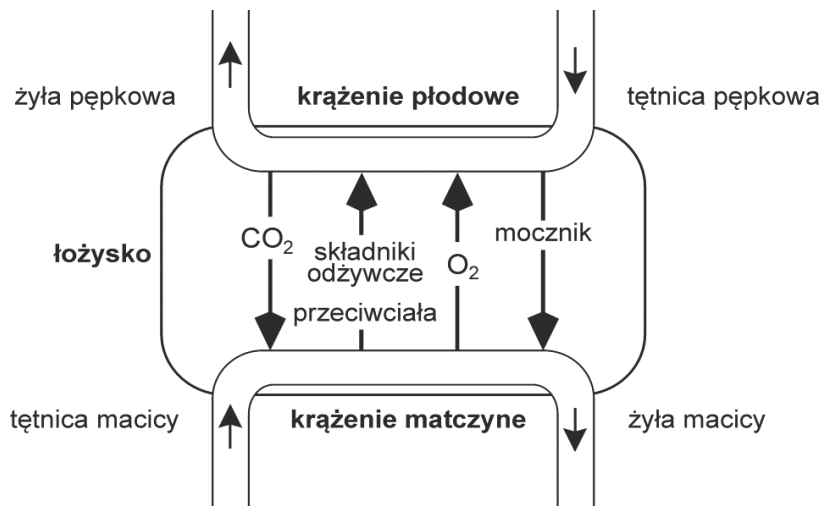 żyła pępkowa
krążenie płodowe
tętnica pępkowa
łożysko
CO₂
składniki
odżywcze
przeciwciała
O₂
mocznik
tętnica macicy
krążenie matczyne
żyła macicy